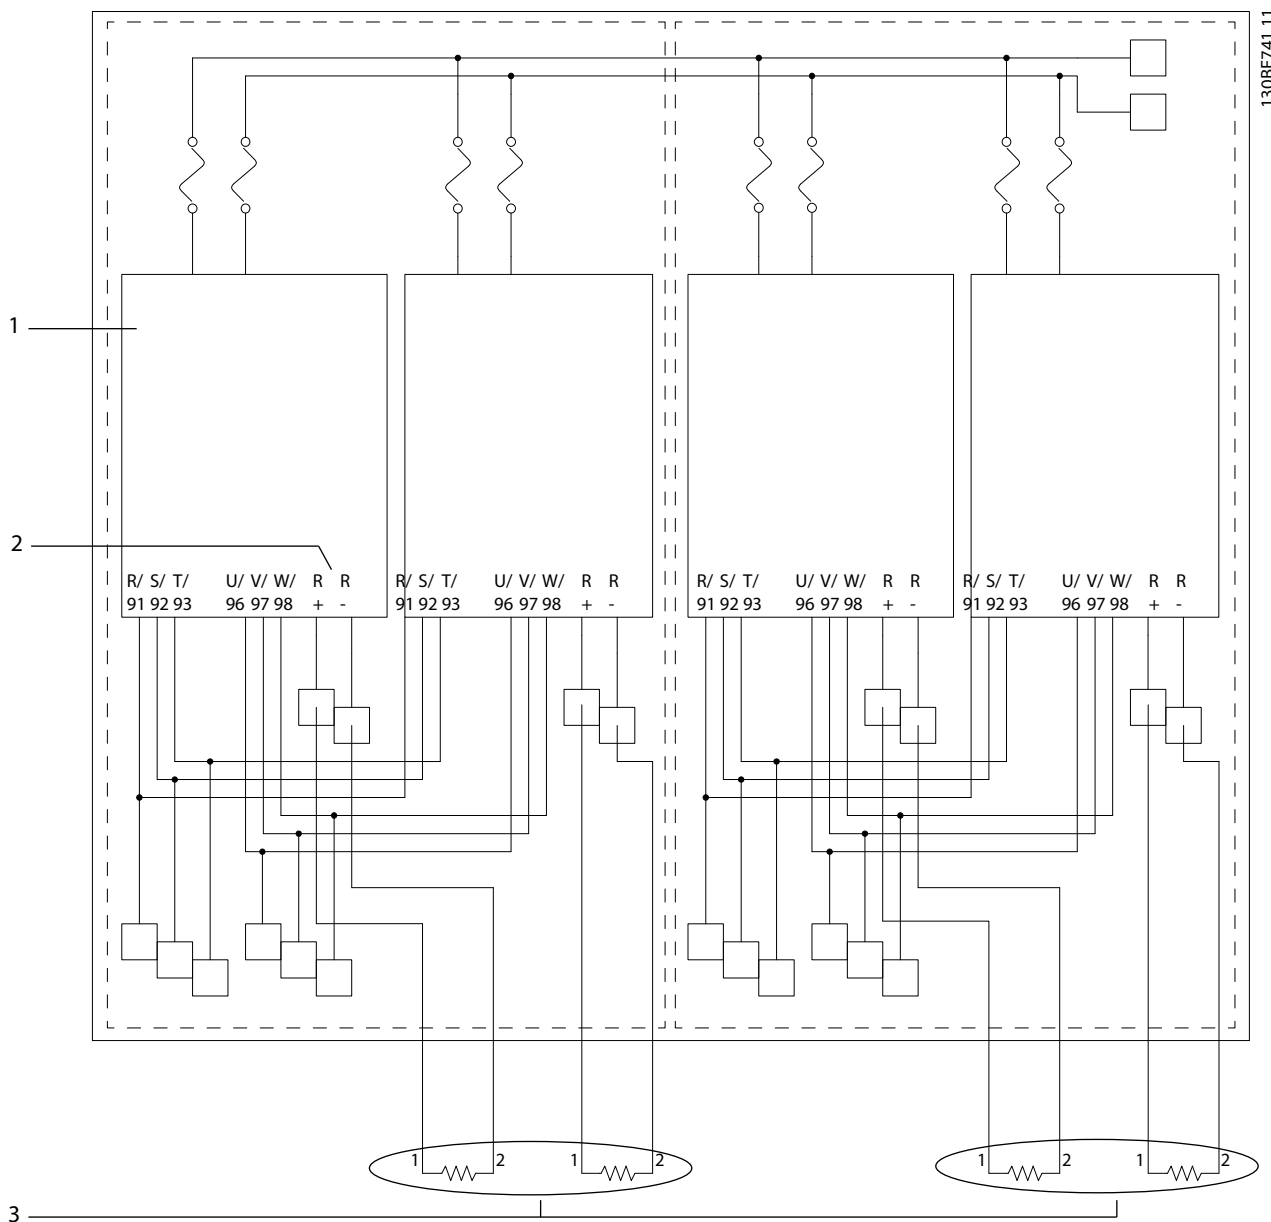 130BF741.11
1
2
R/ S/ T/ U/ V/ W/ R R R/ S/ T/ U/ V/ W/ R R R/ S/ T/ U/ V/ W/ R R R/ S/ T/ U/ V/ W/ R R
91 92 93 96 97 98 + - 91 92 93 96 97 98 + - 91 92 93 96 97 98 + - 91 92 93 96 97 98 + -
1 2 1 2 1 2 1 2
3